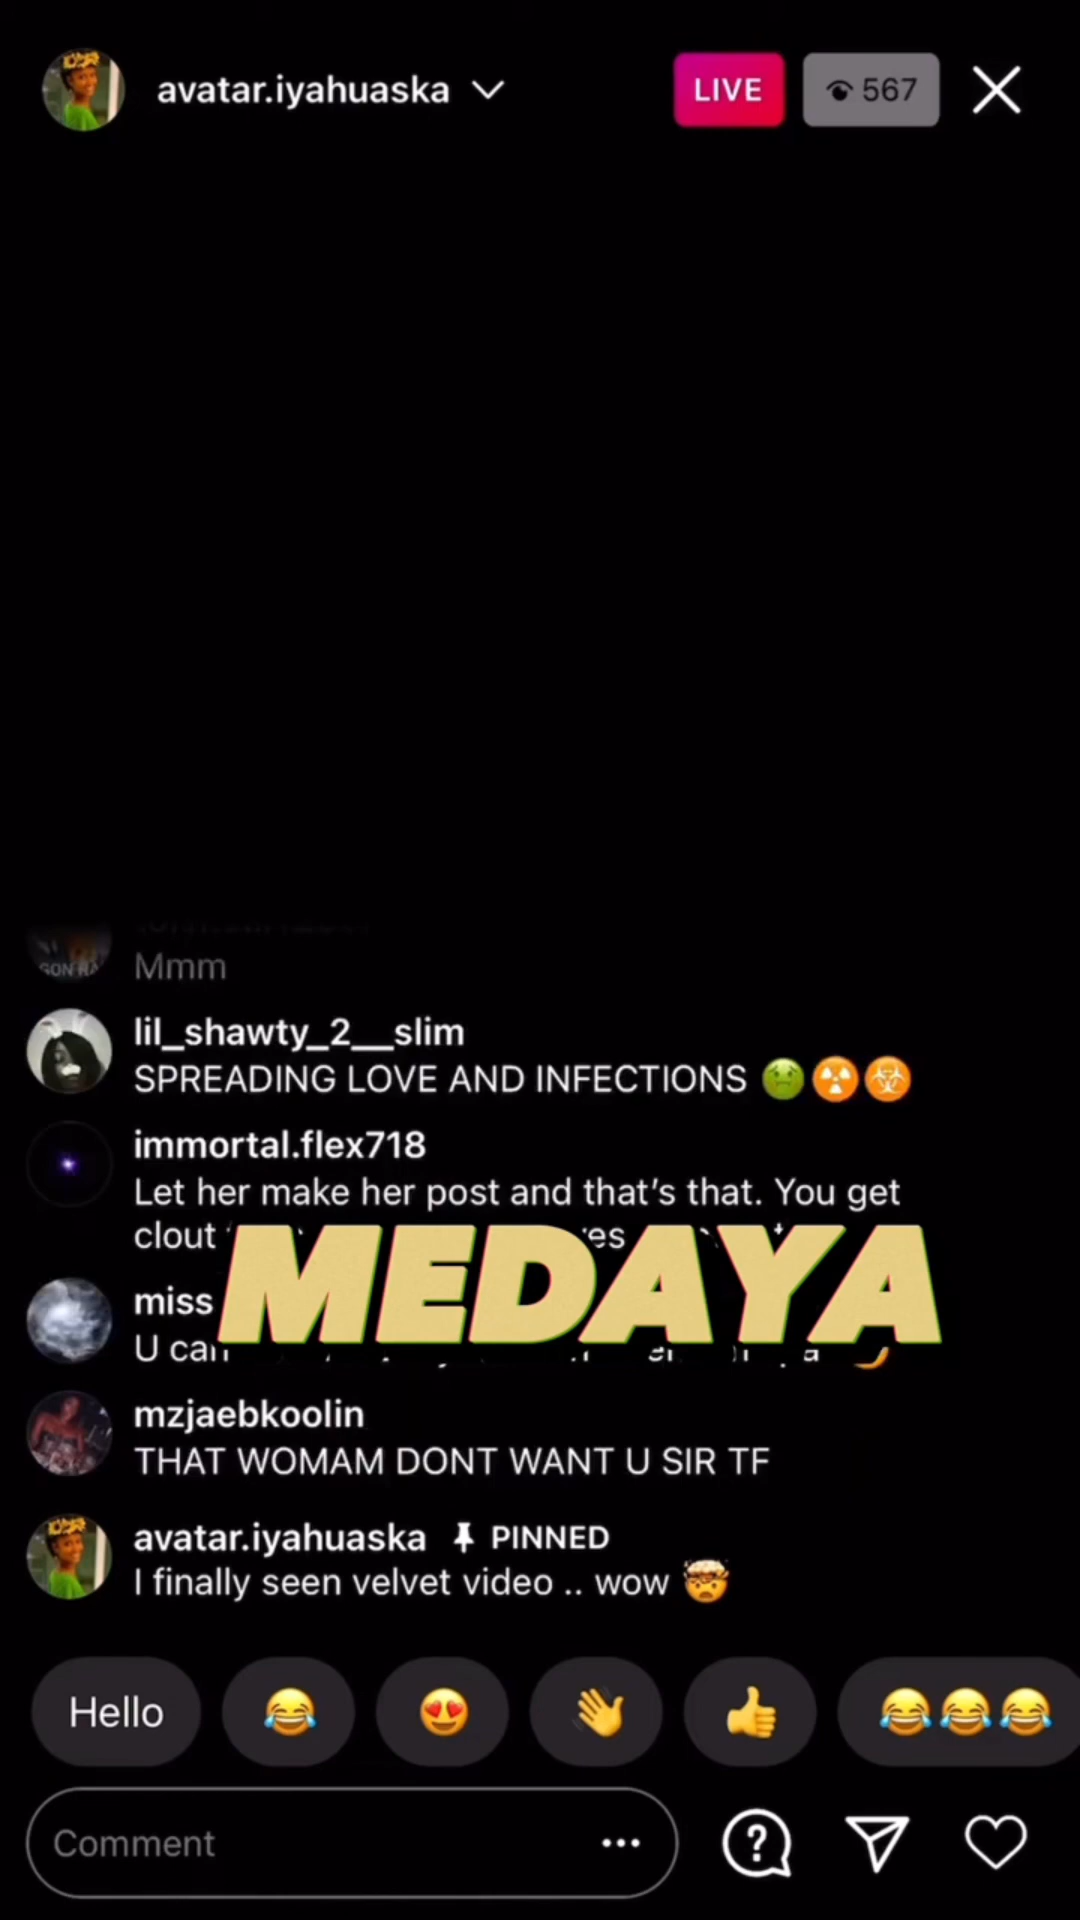 avatar.iyahuaska
LIVE
567
GON
Mmm
lil_shawty_2__slim
SPREADING LOVE AND INFECTIONS 🤢☢️☣️
immortal.flex718
Let her make her post and that's that. You get
clout
MEDAYA
miss
U can
mzjaebkoolin
THAT WOMAM DONT WANT U SIR TF
avatar.iyahuaska PINNED
I finally seen velvet video .. wow 🤯
Hello 😂 😍 👋 👍 😂😂😂
Comment